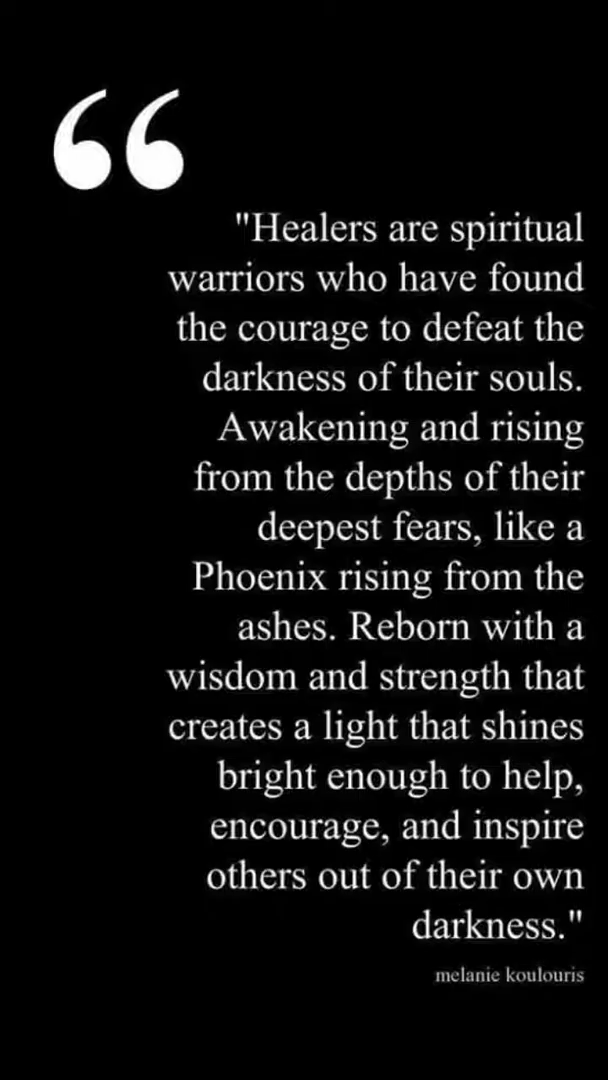 “
"Healers are spiritual
warriors who have found
the courage to defeat the
darkness of their souls.
Awakening and rising
from the depths of their
deepest fears, like a
Phoenix rising from the
ashes. Reborn with a
wisdom and strength that
creates a light that shines
bright enough to help,
encourage, and inspire
others out of their own
darkness."
melanie koulouris